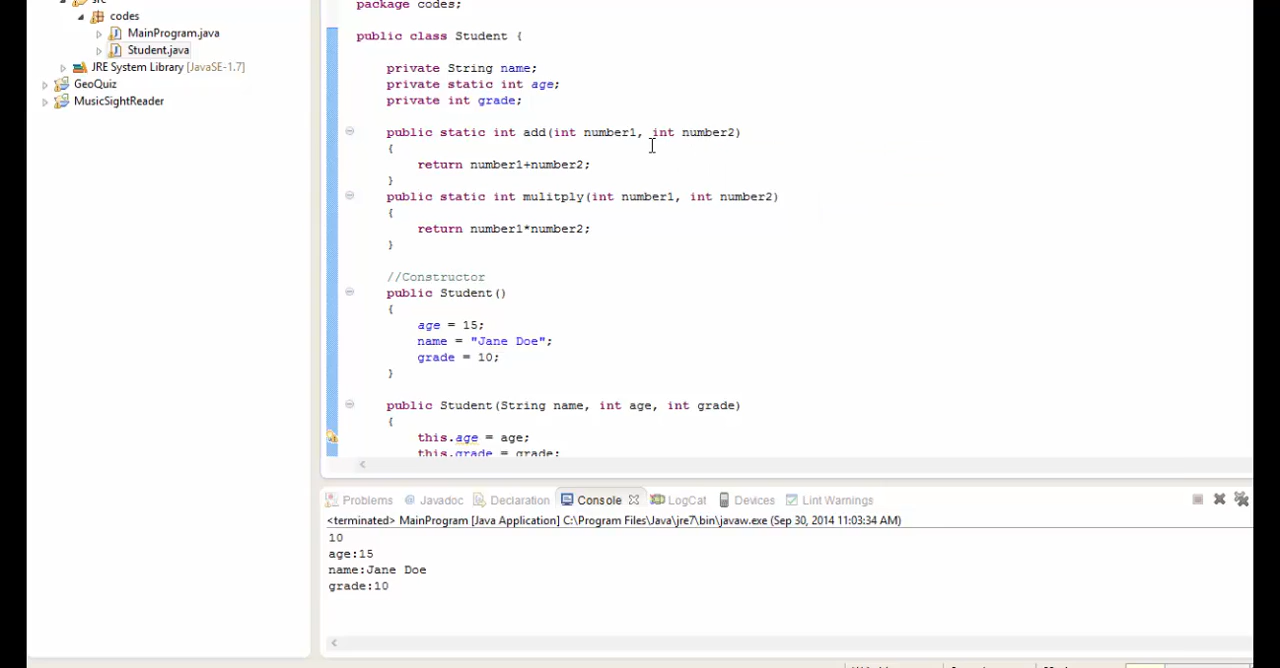 src
codes
MainProgram.java
Student.java
JRE System Library [JavaSE-1.7]
GeoQuiz
MusicSightReader
package codes;
public class Student {
private String name;
private static int age;
private int grade;
public static int add(int number1, int number2)
{
return number1+number2;
}
public static int mulitply(int number1, int number2)
{
return number1*number2;
}
//Constructor
public Student()
{
age = 15;
name = "Jane Doe";
grade = 10;
}
public Student(String name, int age, int grade)
{
this.age = age;
this.grade = grade;
Problems Javadoc Declaration Console LogCat Devices Lint Warnings
<terminated> MainProgram [Java Application] C:\Program Files\Java\jre7\bin\javaw.exe (Sep 30, 2014 11:03:34 AM)
10
age:15
name:Jane Doe
grade:10